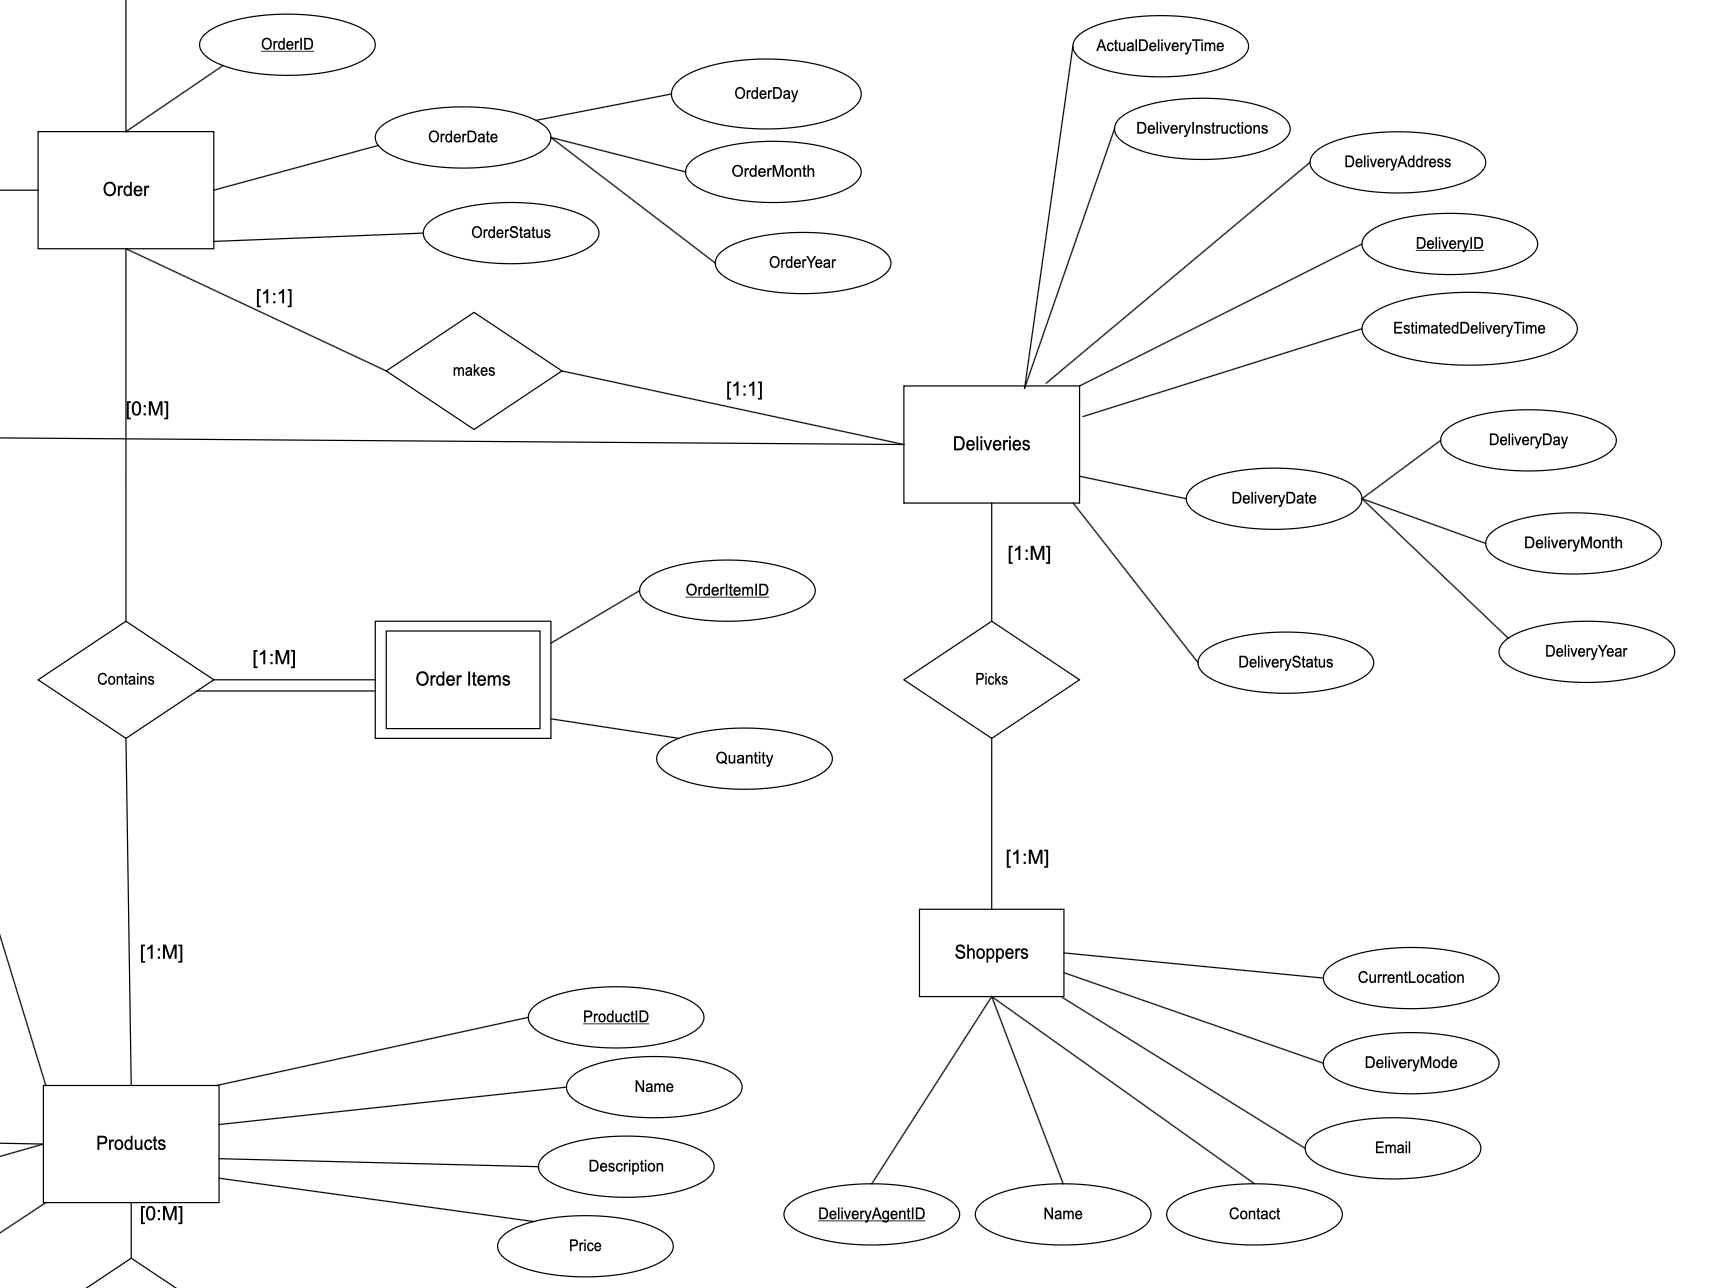 OrderID
ActualDeliveryTime
OrderDay
DeliveryInstructions
OrderDate
DeliveryAddress
OrderMonth
Order
OrderStatus
DeliveryID
OrderYear
[1:1]
EstimatedDeliveryTime
makes
[1:1]
[0:M]
Deliveries
DeliveryDay
DeliveryDate
DeliveryMonth
[1:M]
OrderItemID
DeliveryYear
[1:M]
DeliveryStatus
Contains
Order Items
Picks
Quantity
[1:M]
[1:M]
Shoppers
CurrentLocation
ProductID
DeliveryMode
Name
Products
Email
Description
[0:M]
DeliveryAgentID
Name
Contact
Price